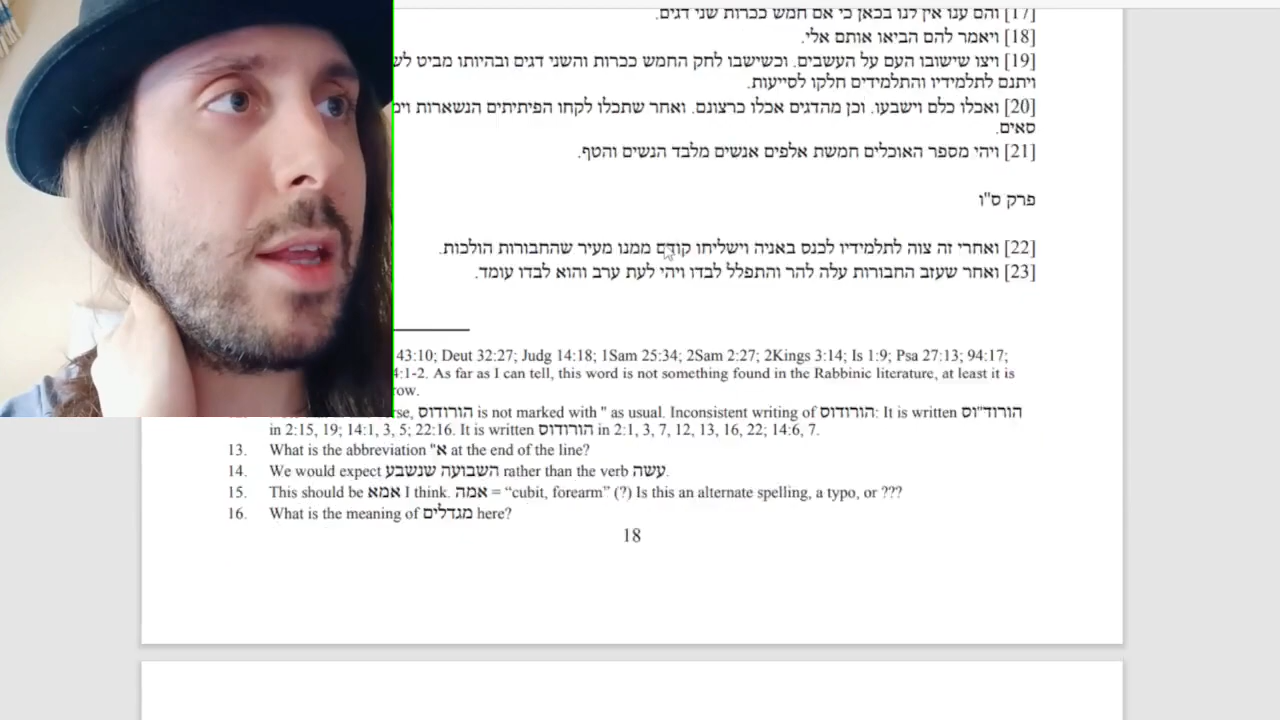 [17] והם ענו אין לנו בכאן כי אם חמש ככרות שני דגים.
[18] ויאמר להם הביאו אותם אלי.
[19] ויצו שישובו העם על העשבים. וכשישבו לחק החמש ככרות והשני דגים ובהיותו מביט
ויתנם לתלמידיו והתלמידים חלקו לסייעות.
[20] ואכלו כלם וישבעו. וכן מהדגים אכלו כרצונם. ואחר שתכלו לקחו הפיתיתים הנשארות
סאים.
[21] ויהי מספר האוכלים חמשת אלפים אנשים מלבד הנשים והטף.
פרק ס"ו
[22] ואחרי זה צוה לתלמידיו לכנס באניה וישליחו קודם ממנו מעיר שהחבורות הולכות.
[23] ואחר שעזב החבורות עלה להר והתפלל לבדו ויהי לעת ערב והוא לבדו עומד.
43:10; Deut 32:27; Judg 14:18; 1Sam 25:34; 2Sam 2:27; 2Kings 3:14; Is 1:9; Psa 27:13; 94:17;
4:1-2. As far as I can tell, this word is not something found in the Rabbinic literature, at least it is
הורודוס is not marked with " as usual. Inconsistent writing of הורודוס: It is written הורוד"וס
in 2:15, 19; 14:1, 3, 5; 22:16. It is written הורודוס in 2:1, 3, 7, 12, 13, 16, 22; 14:6, 7.
13. What is the abbreviation א" at the end of the line?
14. We would expect השבועה שנשבע rather than the verb עשה.
15. This should be אמא I think. אמה = “cubit, forearm” (?) Is this an alternate spelling, a typo, or ???
16. What is the meaning of מגדלים here?
18